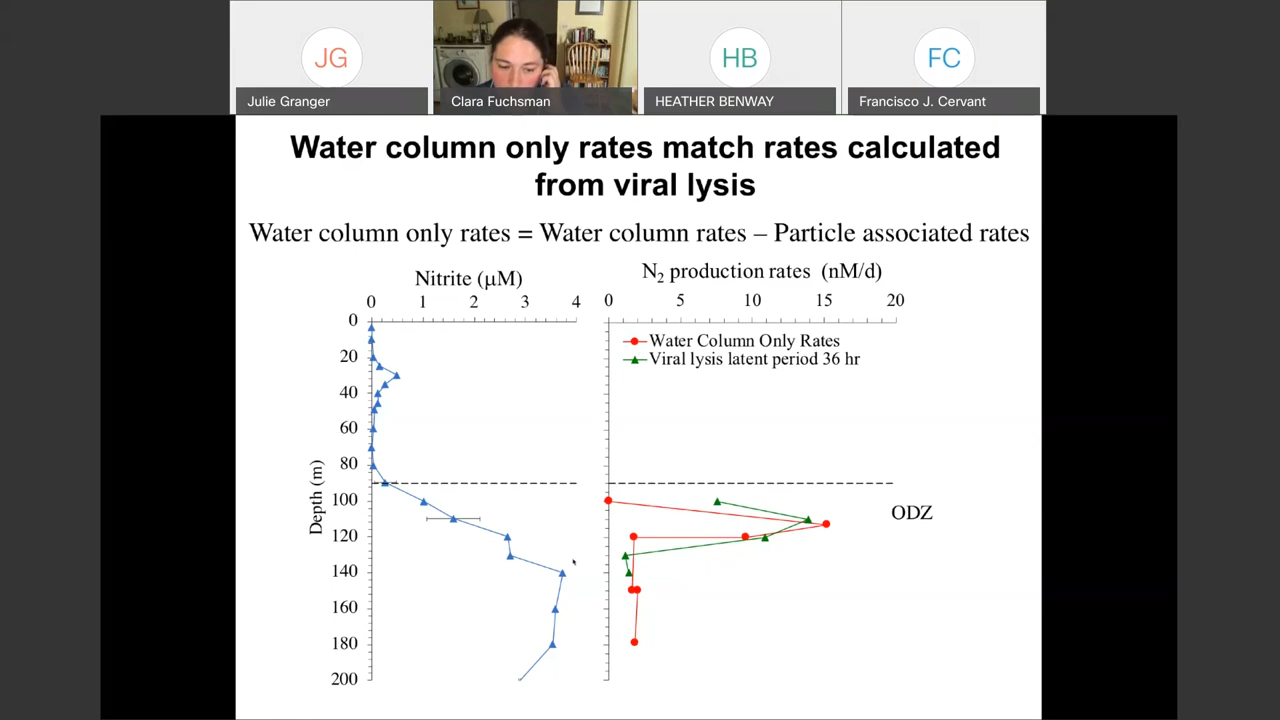 JG
HB
FC
Julie Granger
Clara Fuchsman
HEATHER BENWAY
Francisco J. Cervant
Water column only rates match rates calculated
from viral lysis
Water column only rates = Water column rates – Particle associated rates
Nitrite (µM)
0 1 2 3 4
0
20
40
60
80
100
120
140
160
180
200
Depth (m)
N2 production rates (nM/d)
0 5 10 15 20
Water Column Only Rates
Viral lysis latent period 36 hr
ODZ